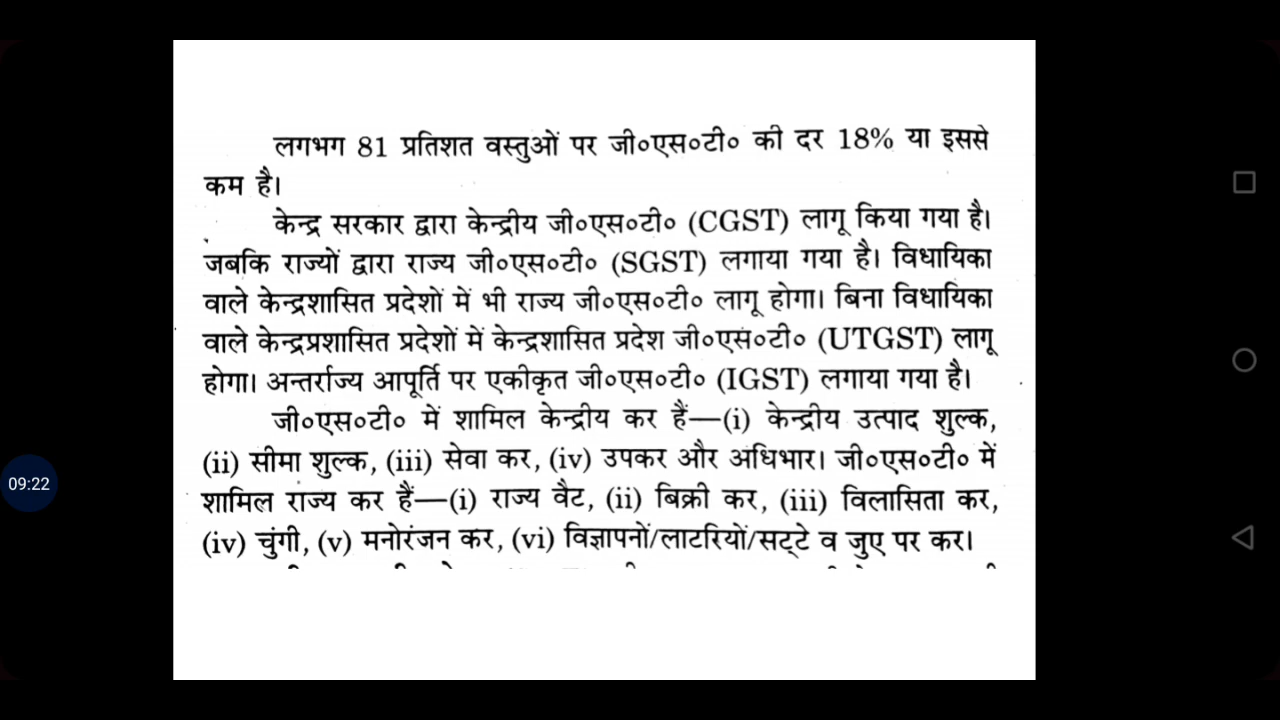 लगभग 81 प्रतिशत वस्तुओं पर जी०एस०टी० की दर 18% या इससे
कम है।
केन्द्र सरकार द्वारा केन्द्रीय जी०एस०टी० (CGST) लागू किया गया है।
जबकि राज्यों द्वारा राज्य जी०एस०टी० (SGST) लगाया गया है। विधायिका
वाले केन्द्रशासित प्रदेशों में भी राज्य जी०एस०टी० लागू होगा। बिना विधायिका
वाले केन्द्रप्रशासित प्रदेशों में केन्द्रशासित प्रदेश जी०एस०टी० (UTGST) लागू
होगा। अन्तर्राज्य आपूर्ति पर एकीकृत जी०एस०टी० (IGST) लगाया गया है।
जी०एस०टी० में शामिल केन्द्रीय कर हैं—(i) केन्द्रीय उत्पाद शुल्क,
(ii) सीमा शुल्क, (iii) सेवा कर, (iv) उपकर और अधिभार। जी०एस०टी० में
शामिल राज्य कर हैं—(i) राज्य वैट, (ii) बिक्री कर, (iii) विलासिता कर,
(iv) चुंगी, (v) मनोरंजन कर, (vi) विज्ञापनों/लाटरियों/सट्टे व जुए पर कर।
09:22